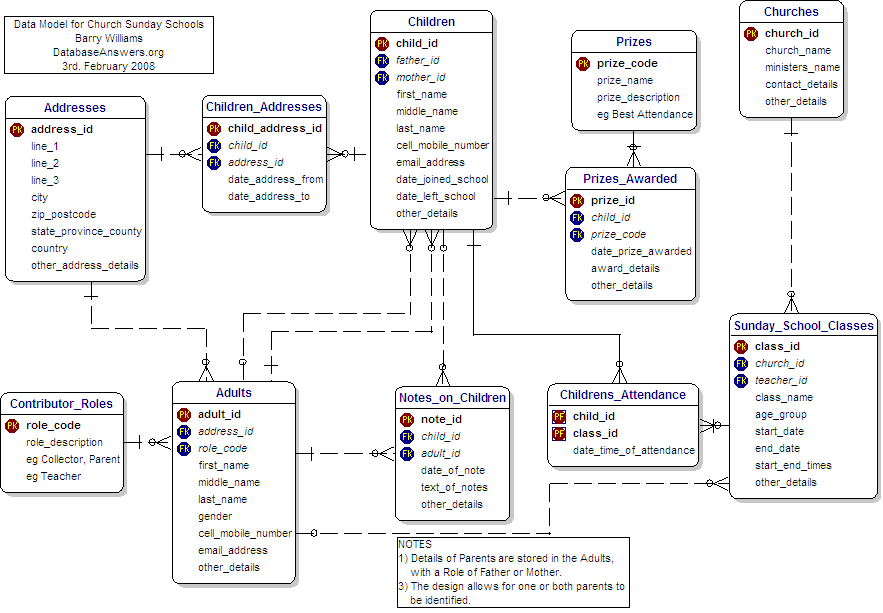 Data Model for Church Sunday Schools
Barry Williams
DatabaseAnswers.org
3rd. February 2008
Addresses
PK address_id
line_1
line_2
line_3
city
zip_postcode
state_province_county
country
other_address_details
Children_Addresses
PK child_address_id
FK child_id
FK address_id
date_address_from
date_address_to
Children
PK child_id
FK father_id
FK mother_id
first_name
middle_name
last_name
cell_mobile_number
email_address
date_joined_school
date_left_school
other_details
Prizes
PK prize_code
prize_name
prize_description
eg Best Attendance
Churches
PK church_id
church_name
ministers_name
contact_details
other_details
Prizes_Awarded
PK prize_id
FK child_id
FK prize_code
date_prize_awarded
award_details
other_details
Sunday_School_Classes
PK class_id
FK church_id
FK teacher_id
class_name
age_group
start_date
end_date
start_end_times
other_details
Contributor_Roles
PK role_code
role_description
eg Collector, Parent
eg Teacher
Adults
PK adult_id
FK address_id
FK role_code
first_name
middle_name
last_name
gender
cell_mobile_number
email_address
other_details
Notes_on_Children
PK note_id
FK child_id
FK adult_id
date_of_note
text_of_notes
other_details
Childrens_Attendance
PF child_id
PF class_id
date_time_of_attendance
NOTES
1) Details of Parents are stored in the Adults,
with a Role of Father or Mother.
3) The design allows for one or both parents to
be identified.